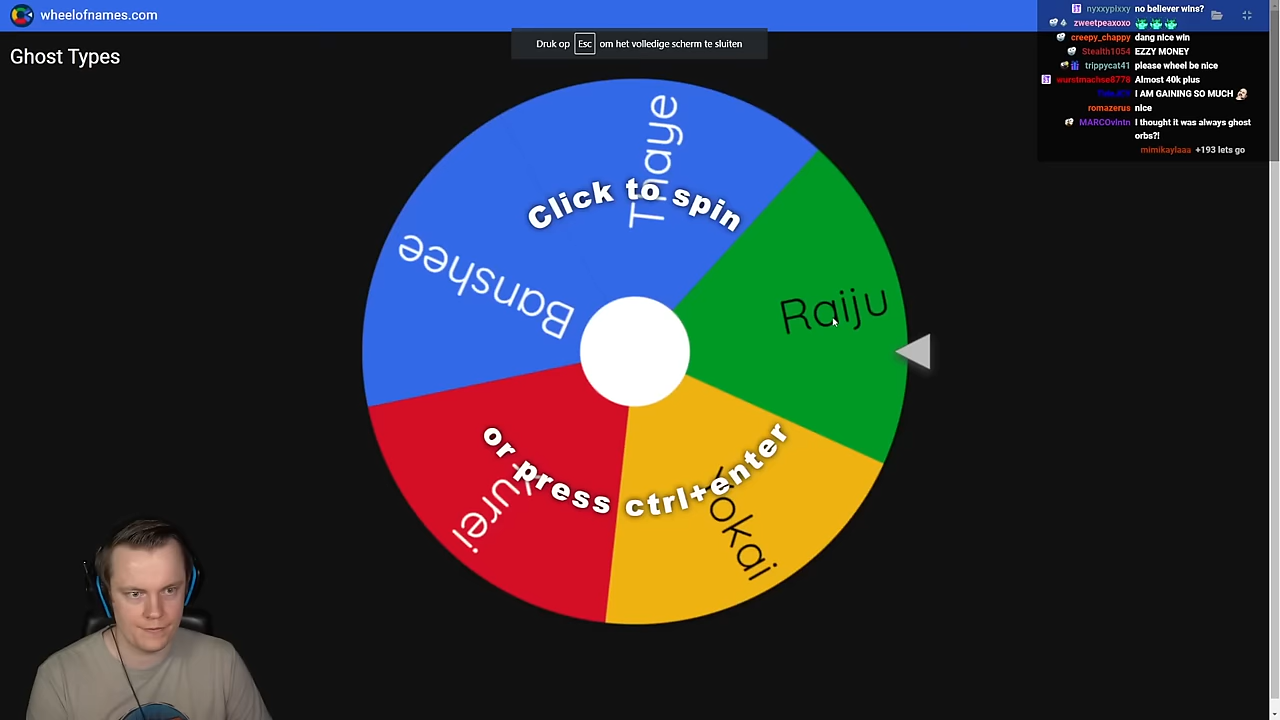 wheelofnames.com
Ghost Types
Druk op Esc om het volledige scherm te sluiten
nyxxypixxy no believer wins?
zweetpeaxoxo
creepy_chappy dang nice win
Stealth1054 EZZY MONEY
trippycat41 please wheel be nice
wurstmachse8778 Almost 40k plus
I AM GAINING SO MUCH
romazerus nice
MARCOvintn I thought it was always ghost
orbs?!
mimikaylaaa +193 lets go
Thaye
Click to spin
Banshee
Raiju
or press ctrl+enter
Yurei
Yokai